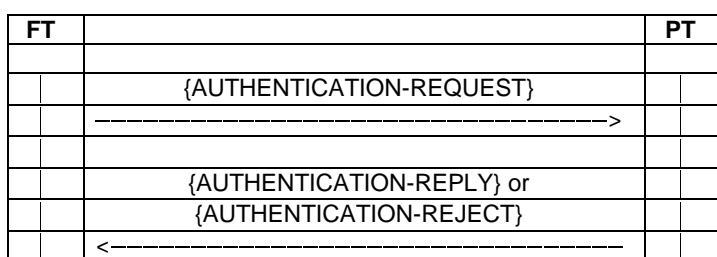 FT PT
{AUTHENTICATION-REQUEST}
-------------------------------->
{AUTHENTICATION-REPLY} or
{AUTHENTICATION-REJECT}
<--------------------------------